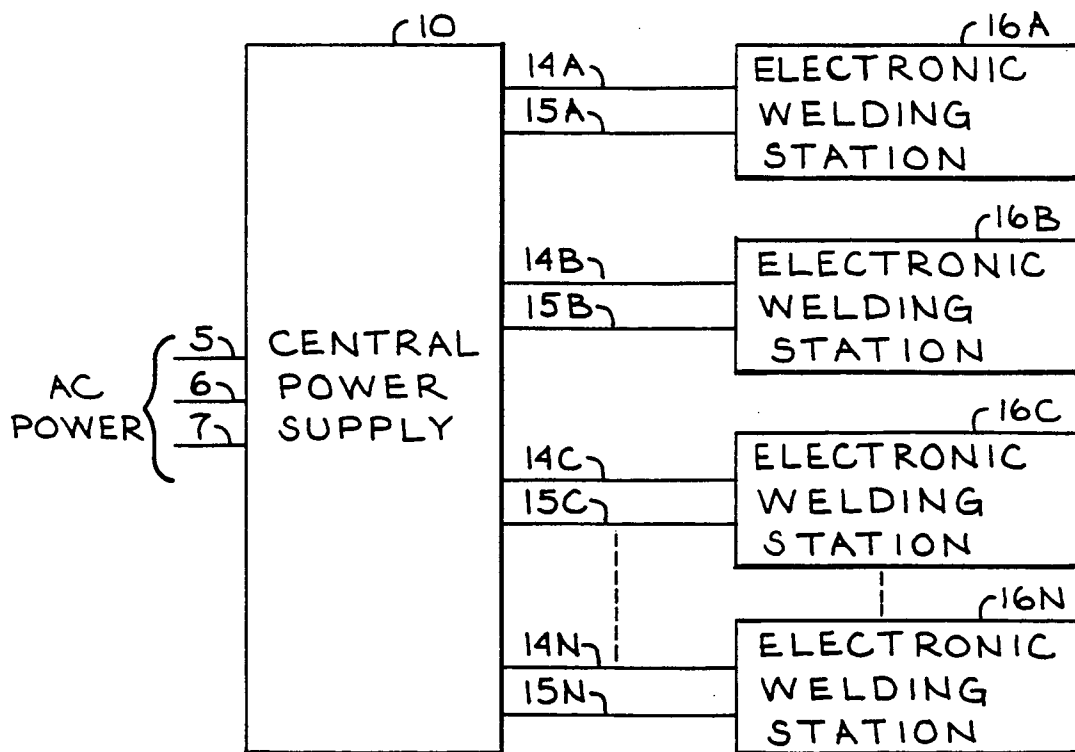 10
16A
14A
15A
ELECTRONIC
WELDING
STATION
16B
14B
15B
ELECTRONIC
WELDING
STATION
AC
POWER
5
6
7
CENTRAL
POWER
SUPPLY
16C
14C
15C
ELECTRONIC
WELDING
STATION
16N
14N
15N
ELECTRONIC
WELDING
STATION